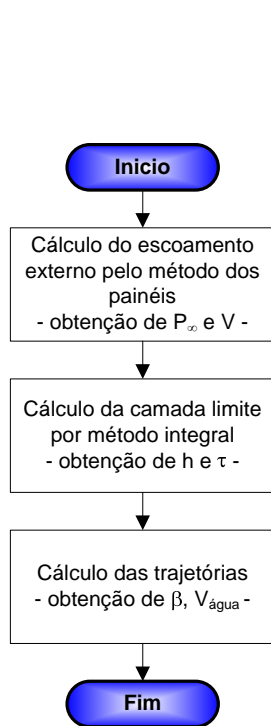 Inicio
Cálculo do escoamento
externo pelo método dos
painéis
- obtenção de P∞ e V -
Cálculo da camada limite
por método integral
- obtenção de h e τ -
Cálculo das trajetórias
- obtenção de β, Vágua -
Fim